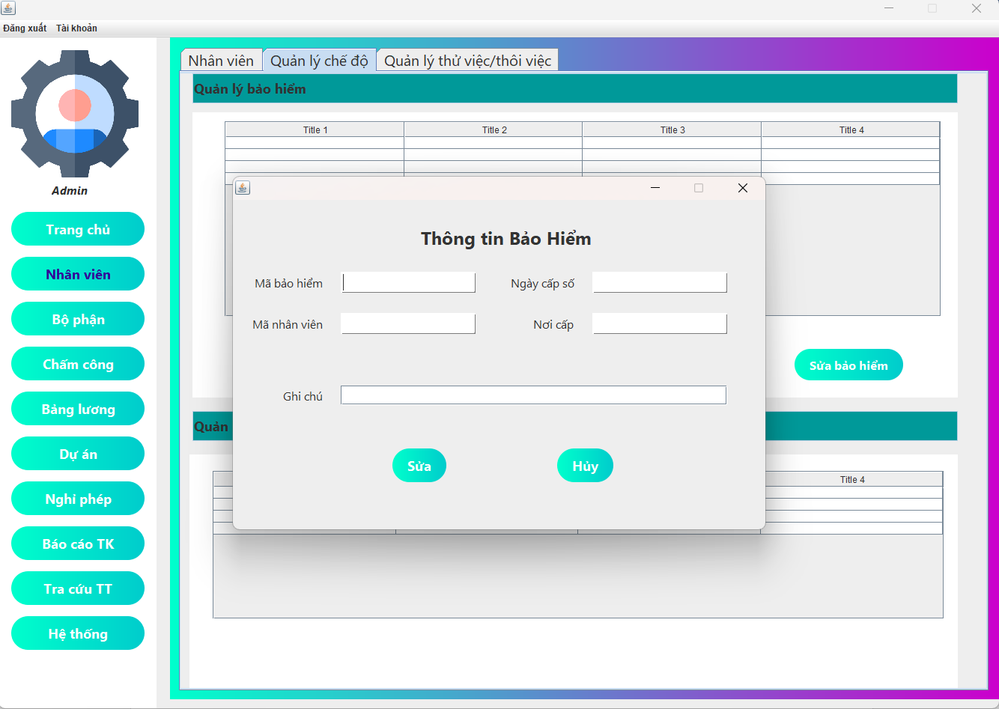 Đăng xuất Tài khoản
Admin
Trang chủ
Nhân viên
Bộ phận
Chấm công
Bảng lương
Dự án
Nghỉ phép
Báo cáo TK
Tra cứu TT
Hệ thống
Nhân viên Quản lý chế độ Quản lý thử việc/thôi việc
Quản lý bảo hiểm
Title 1 Title 2 Title 3 Title 4
Thông tin Bảo Hiểm
Mã bảo hiểm Ngày cấp số
Mã nhân viên Nơi cấp
Ghi chú
Sửa Hủy
Sửa bảo hiểm
Quản
Title 4